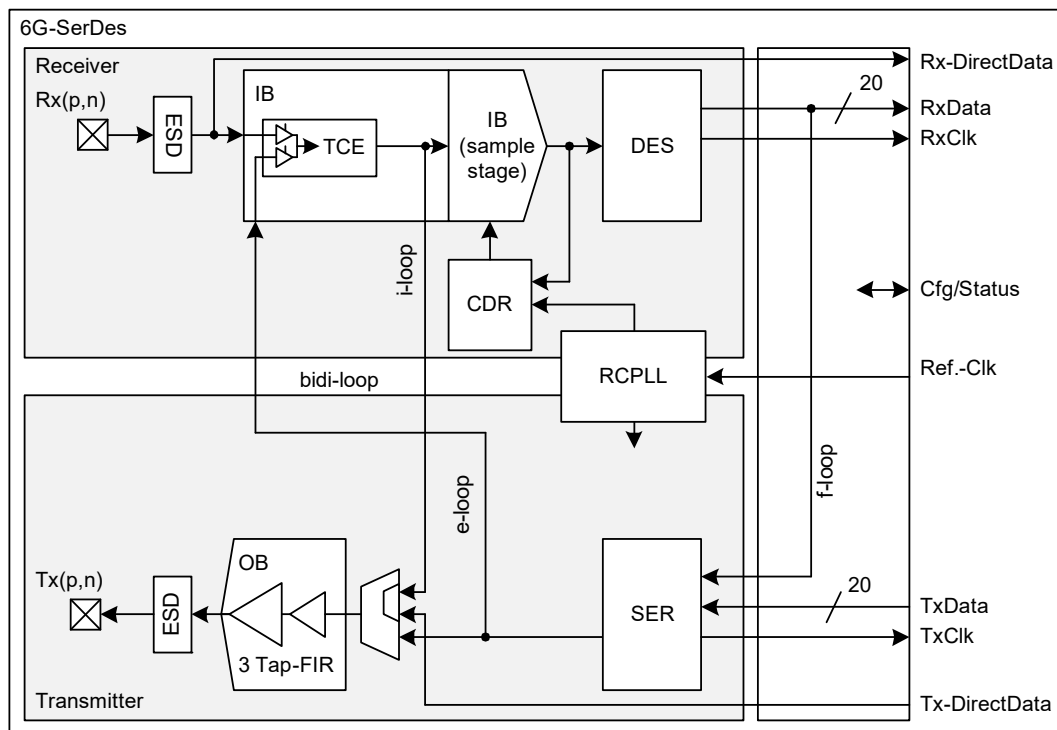 6G-SerDes
Receiver
Rx(p,n)
ESD
IB
TCE
IB
(sample
stage)
DES
20
Rx-DirectData
RxData
RxClk
i-loop
CDR
Cfg/Status
RCPLL
Ref.-Clk
bidi-loop
e-loop
f-loop
Tx(p,n)
ESD
OB
3 Tap-FIR
SER
20
TxData
TxClk
Transmitter
Tx-DirectData